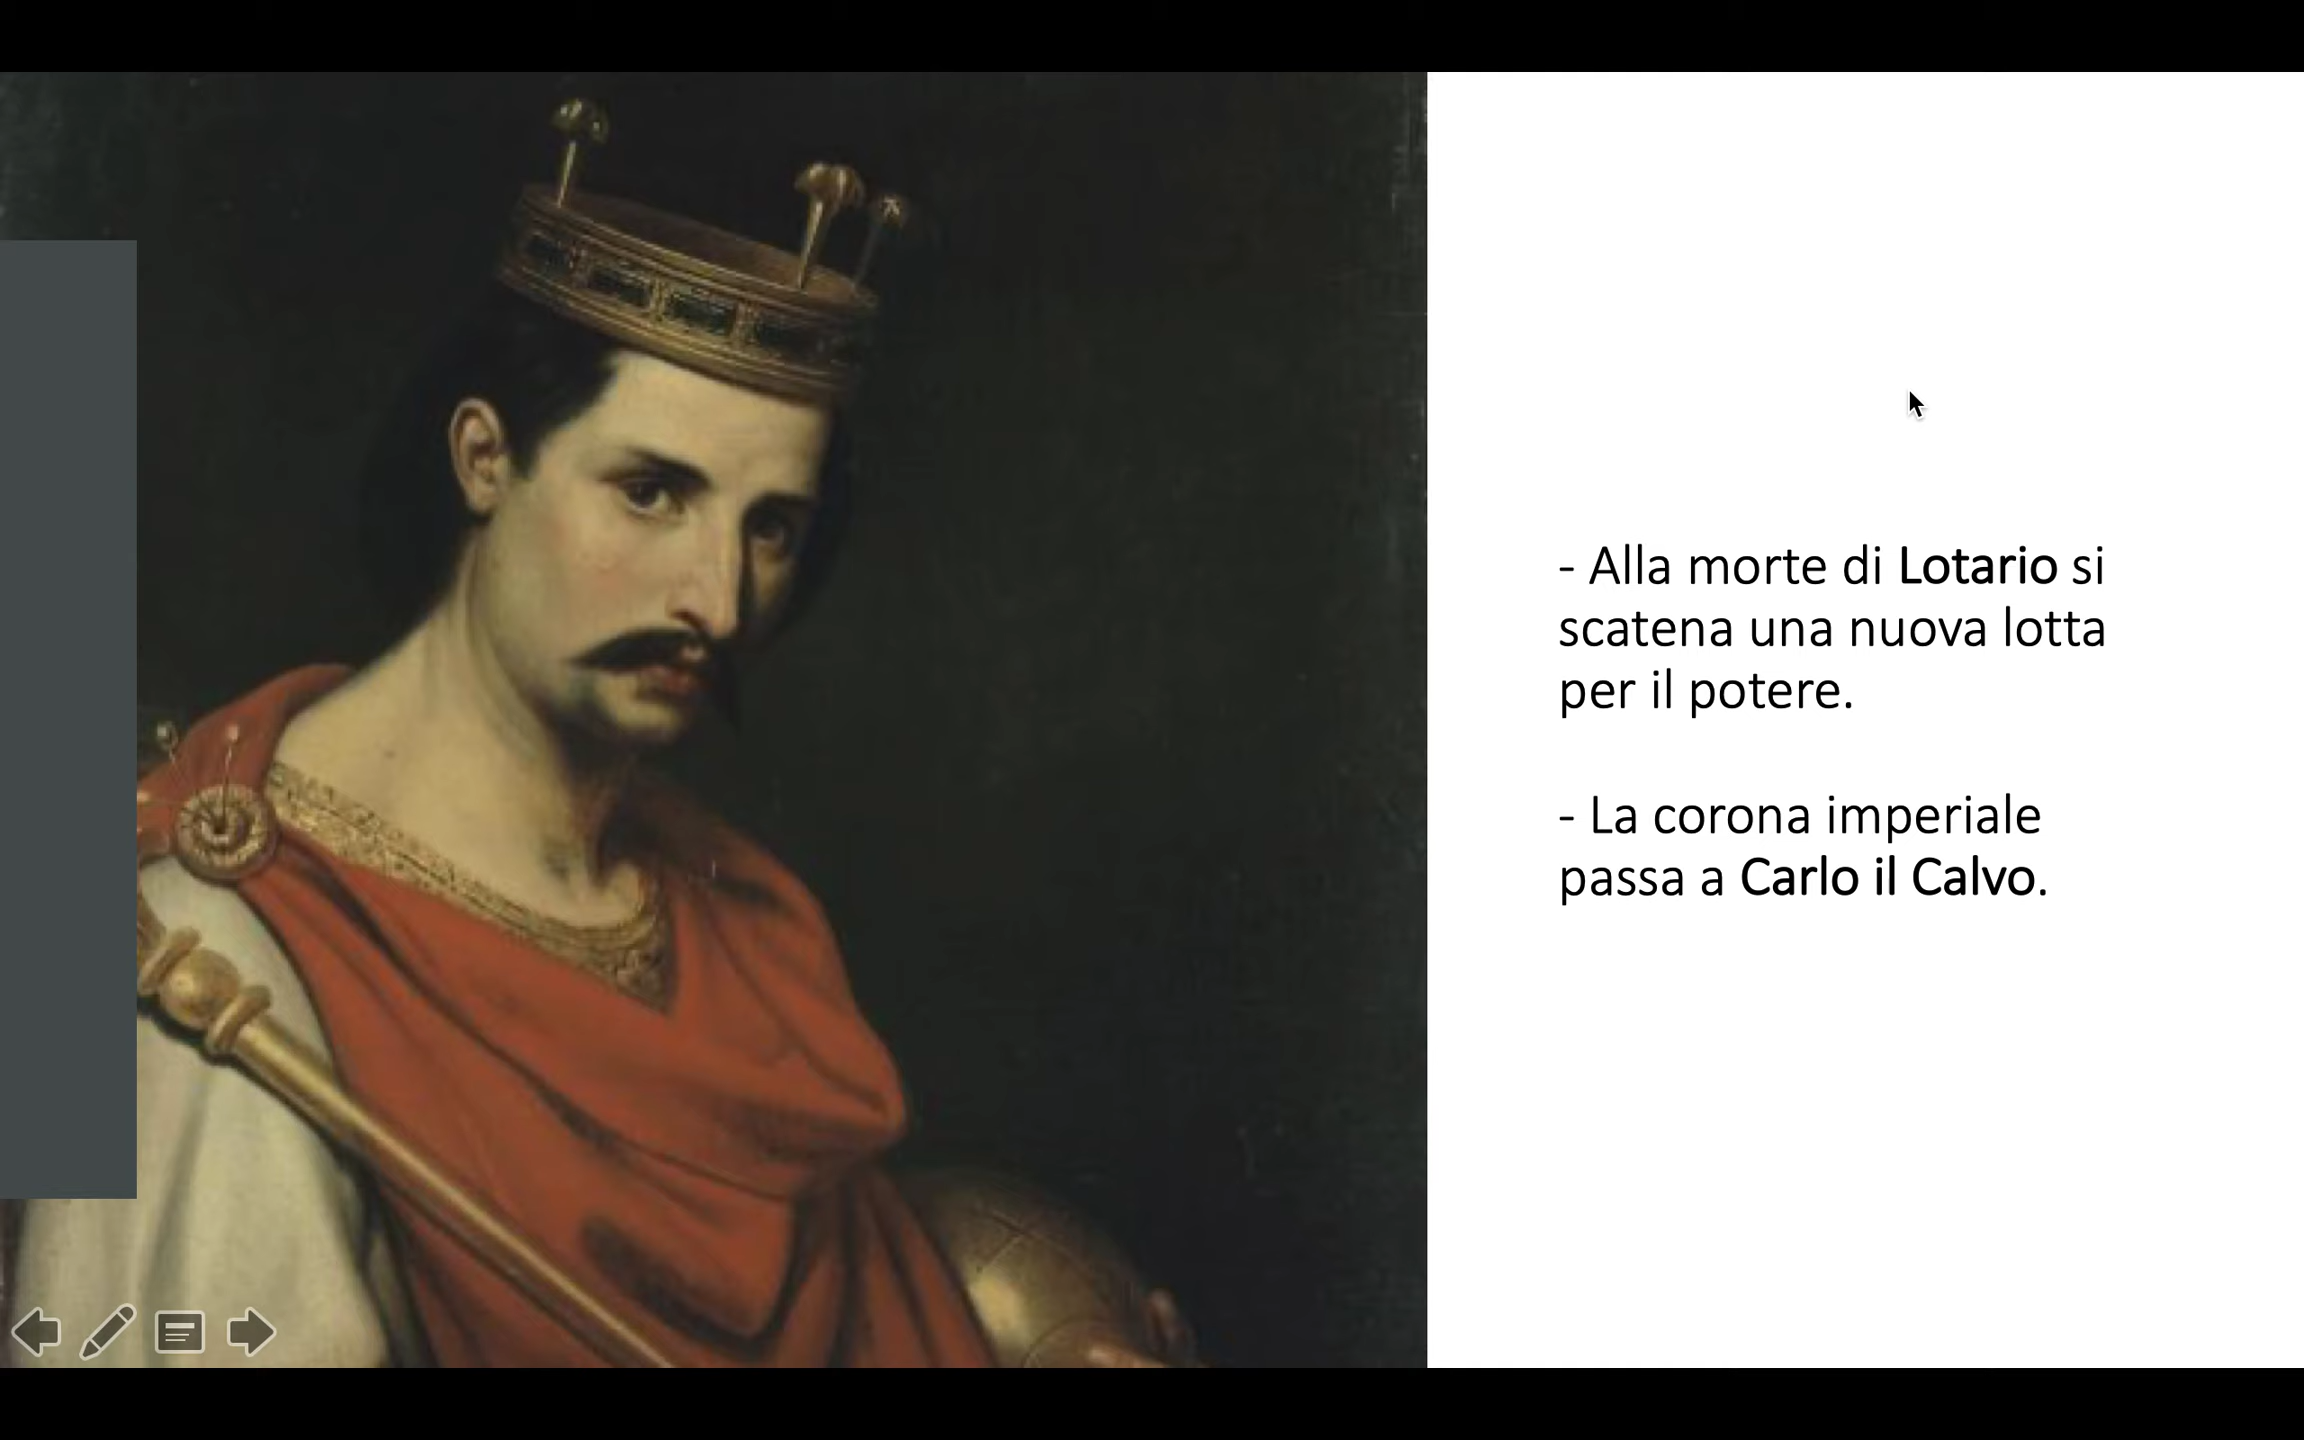 - Alla morte di Lotario si
scatena una nuova lotta
per il potere.
- La corona imperiale
passa a Carlo il Calvo.